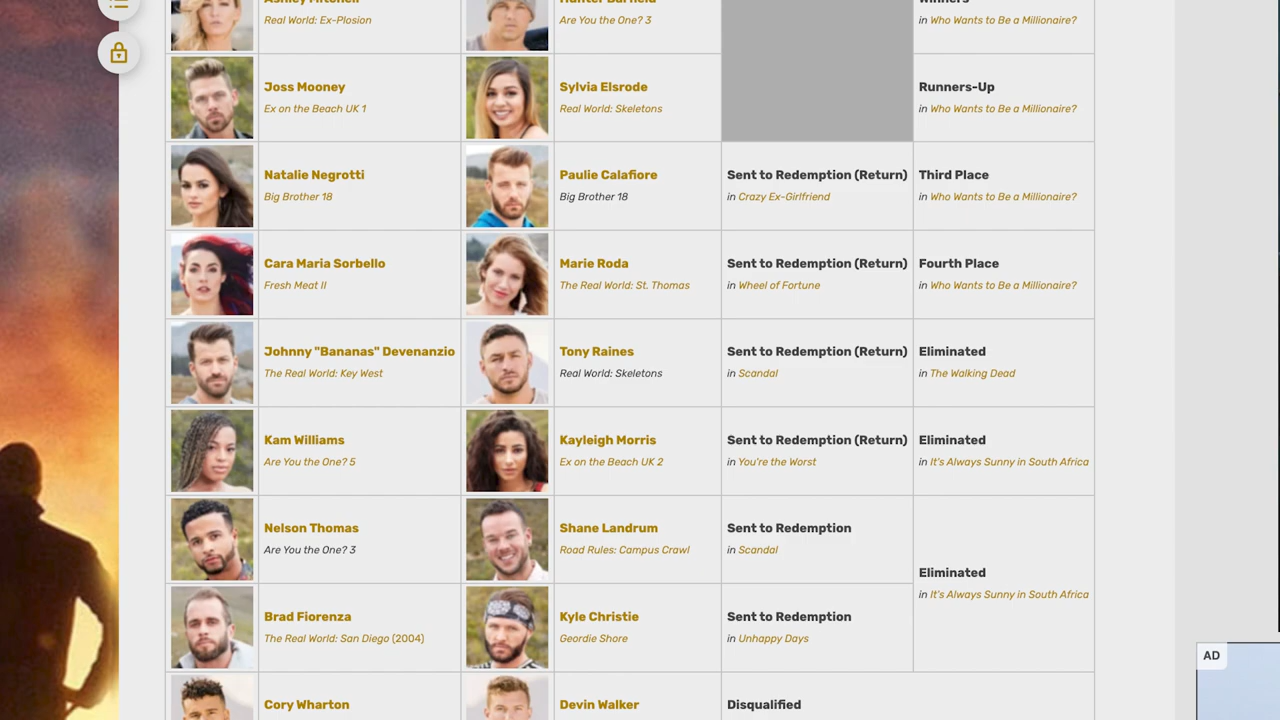 Ashley Mitchell
Real World: Ex-Plosion
Hunter Barfield
Are You the One? 3
Winners
in Who Wants to Be a Millionaire?
Joss Mooney
Ex on the Beach UK 1
Sylvia Elsrode
Real World: Skeletons
Runners-Up
in Who Wants to Be a Millionaire?
Natalie Negrotti
Big Brother 18
Paulie Calafiore
Big Brother 18
Sent to Redemption (Return)
in Crazy Ex-Girlfriend
Third Place
in Who Wants to Be a Millionaire?
Cara Maria Sorbello
Fresh Meat II
Marie Roda
The Real World: St. Thomas
Sent to Redemption (Return)
in Wheel of Fortune
Fourth Place
in Who Wants to Be a Millionaire?
Johnny "Bananas" Devenanzio
The Real World: Key West
Tony Raines
Real World: Skeletons
Sent to Redemption (Return)
in Scandal
Eliminated
in The Walking Dead
Kam Williams
Are You the One? 5
Kayleigh Morris
Ex on the Beach UK 2
Sent to Redemption (Return)
in You're the Worst
Eliminated
in It's Always Sunny in South Africa
Nelson Thomas
Are You the One? 3
Shane Landrum
Road Rules: Campus Crawl
Sent to Redemption
in Scandal
Eliminated
in It's Always Sunny in South Africa
Brad Fiorenza
The Real World: San Diego (2004)
Kyle Christie
Geordie Shore
Sent to Redemption
in Unhappy Days
Cory Wharton
Devin Walker
Disqualified
AD